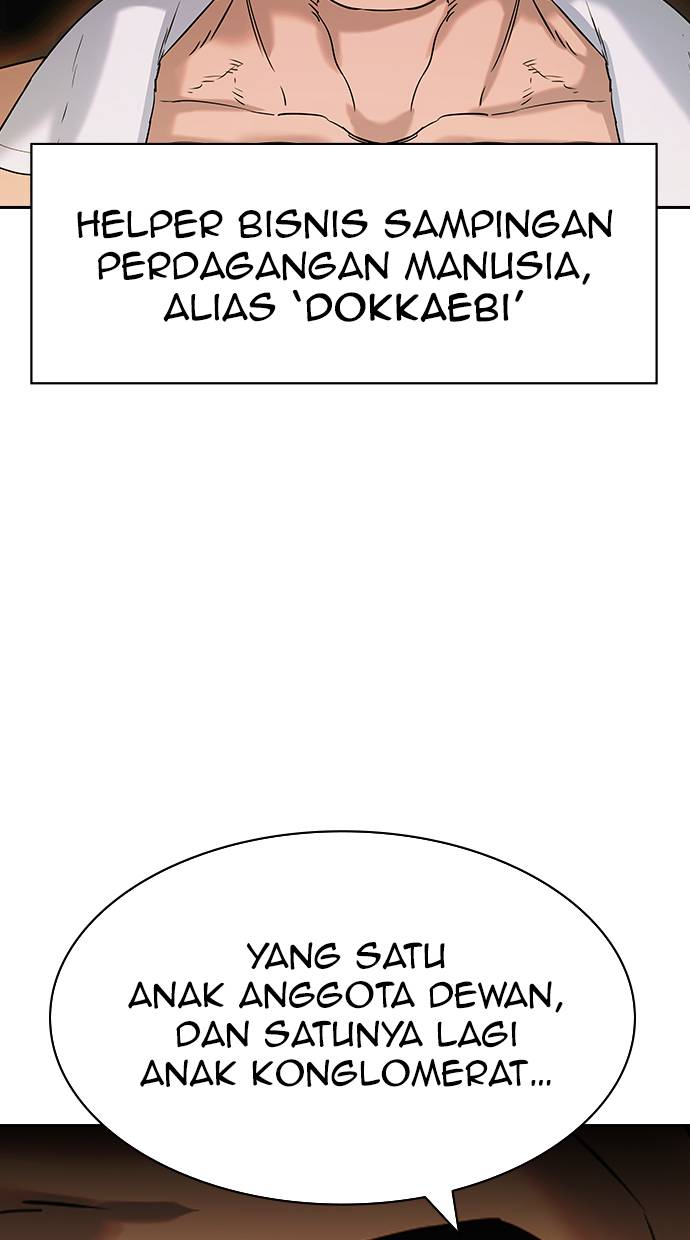 HELPER BISNIS SAMPINGAN
PERDAGANGAN MANUSIA,
ALIAS 'DOKKAEBI'
YANG SATU
ANAK ANGGOTA DEWAN,
DAN SATUNYA LAGI
ANAK KONGLOMERAT...